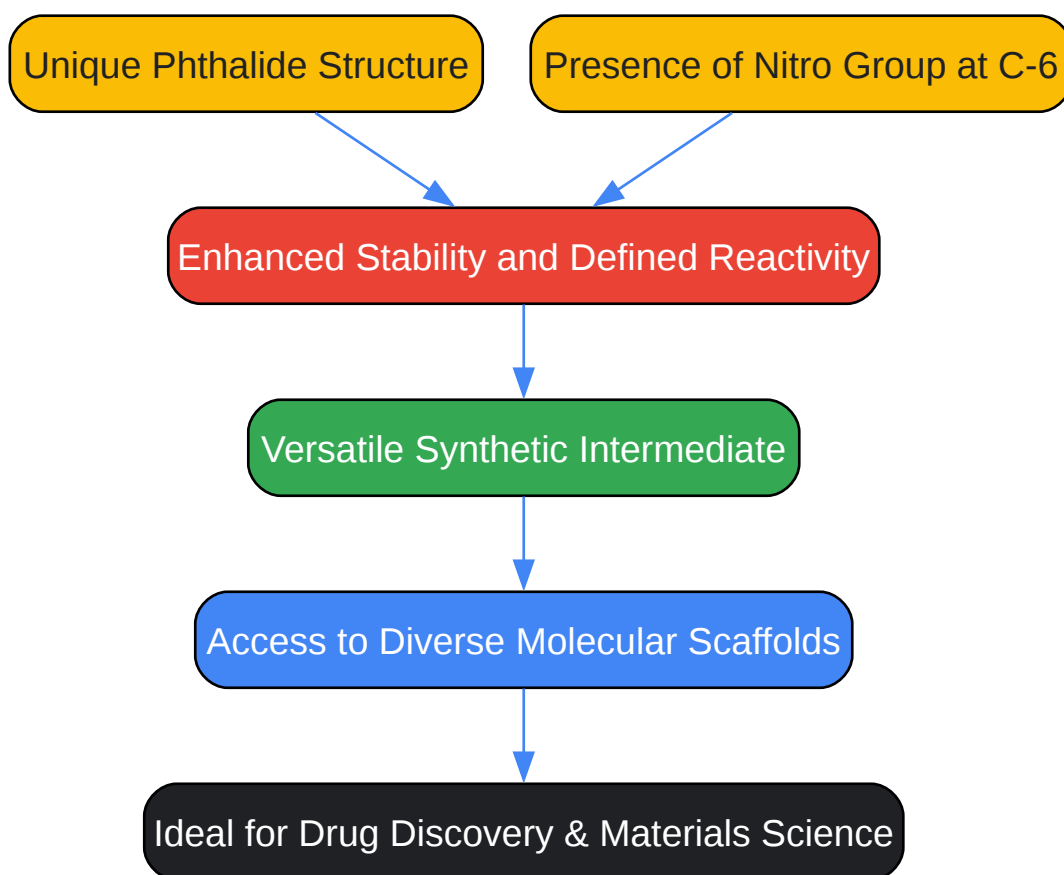 Unique Phthalide Structure
Presence of Nitro Group at C-6
Enhanced Stability and Defined Reactivity
Versatile Synthetic Intermediate
Access to Diverse Molecular Scaffolds
Ideal for Drug Discovery & Materials Science